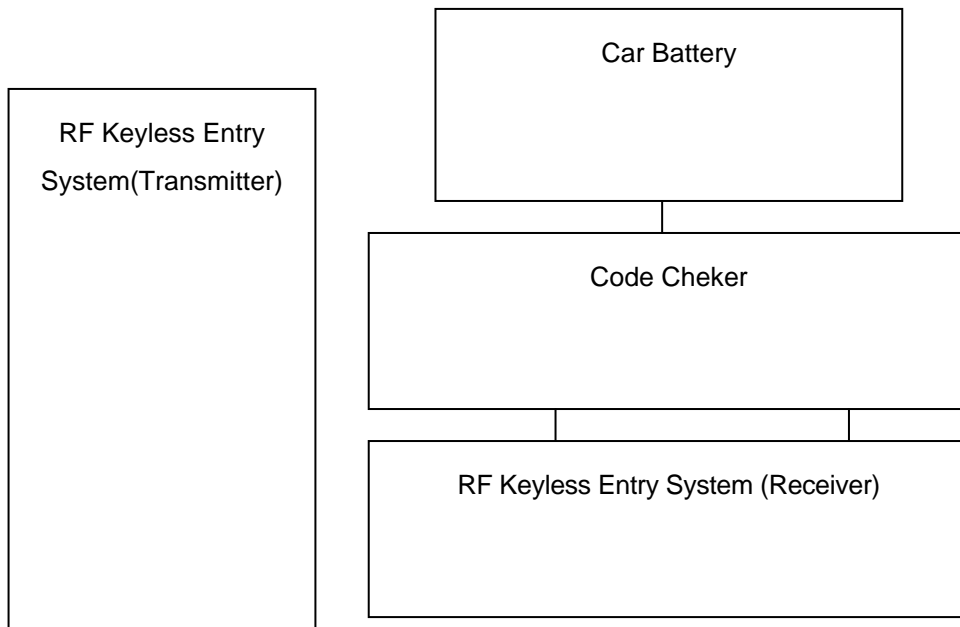 Car Battery
RF Keyless Entry
System(Transmitter)
Code Cheker
RF Keyless Entry System (Receiver)